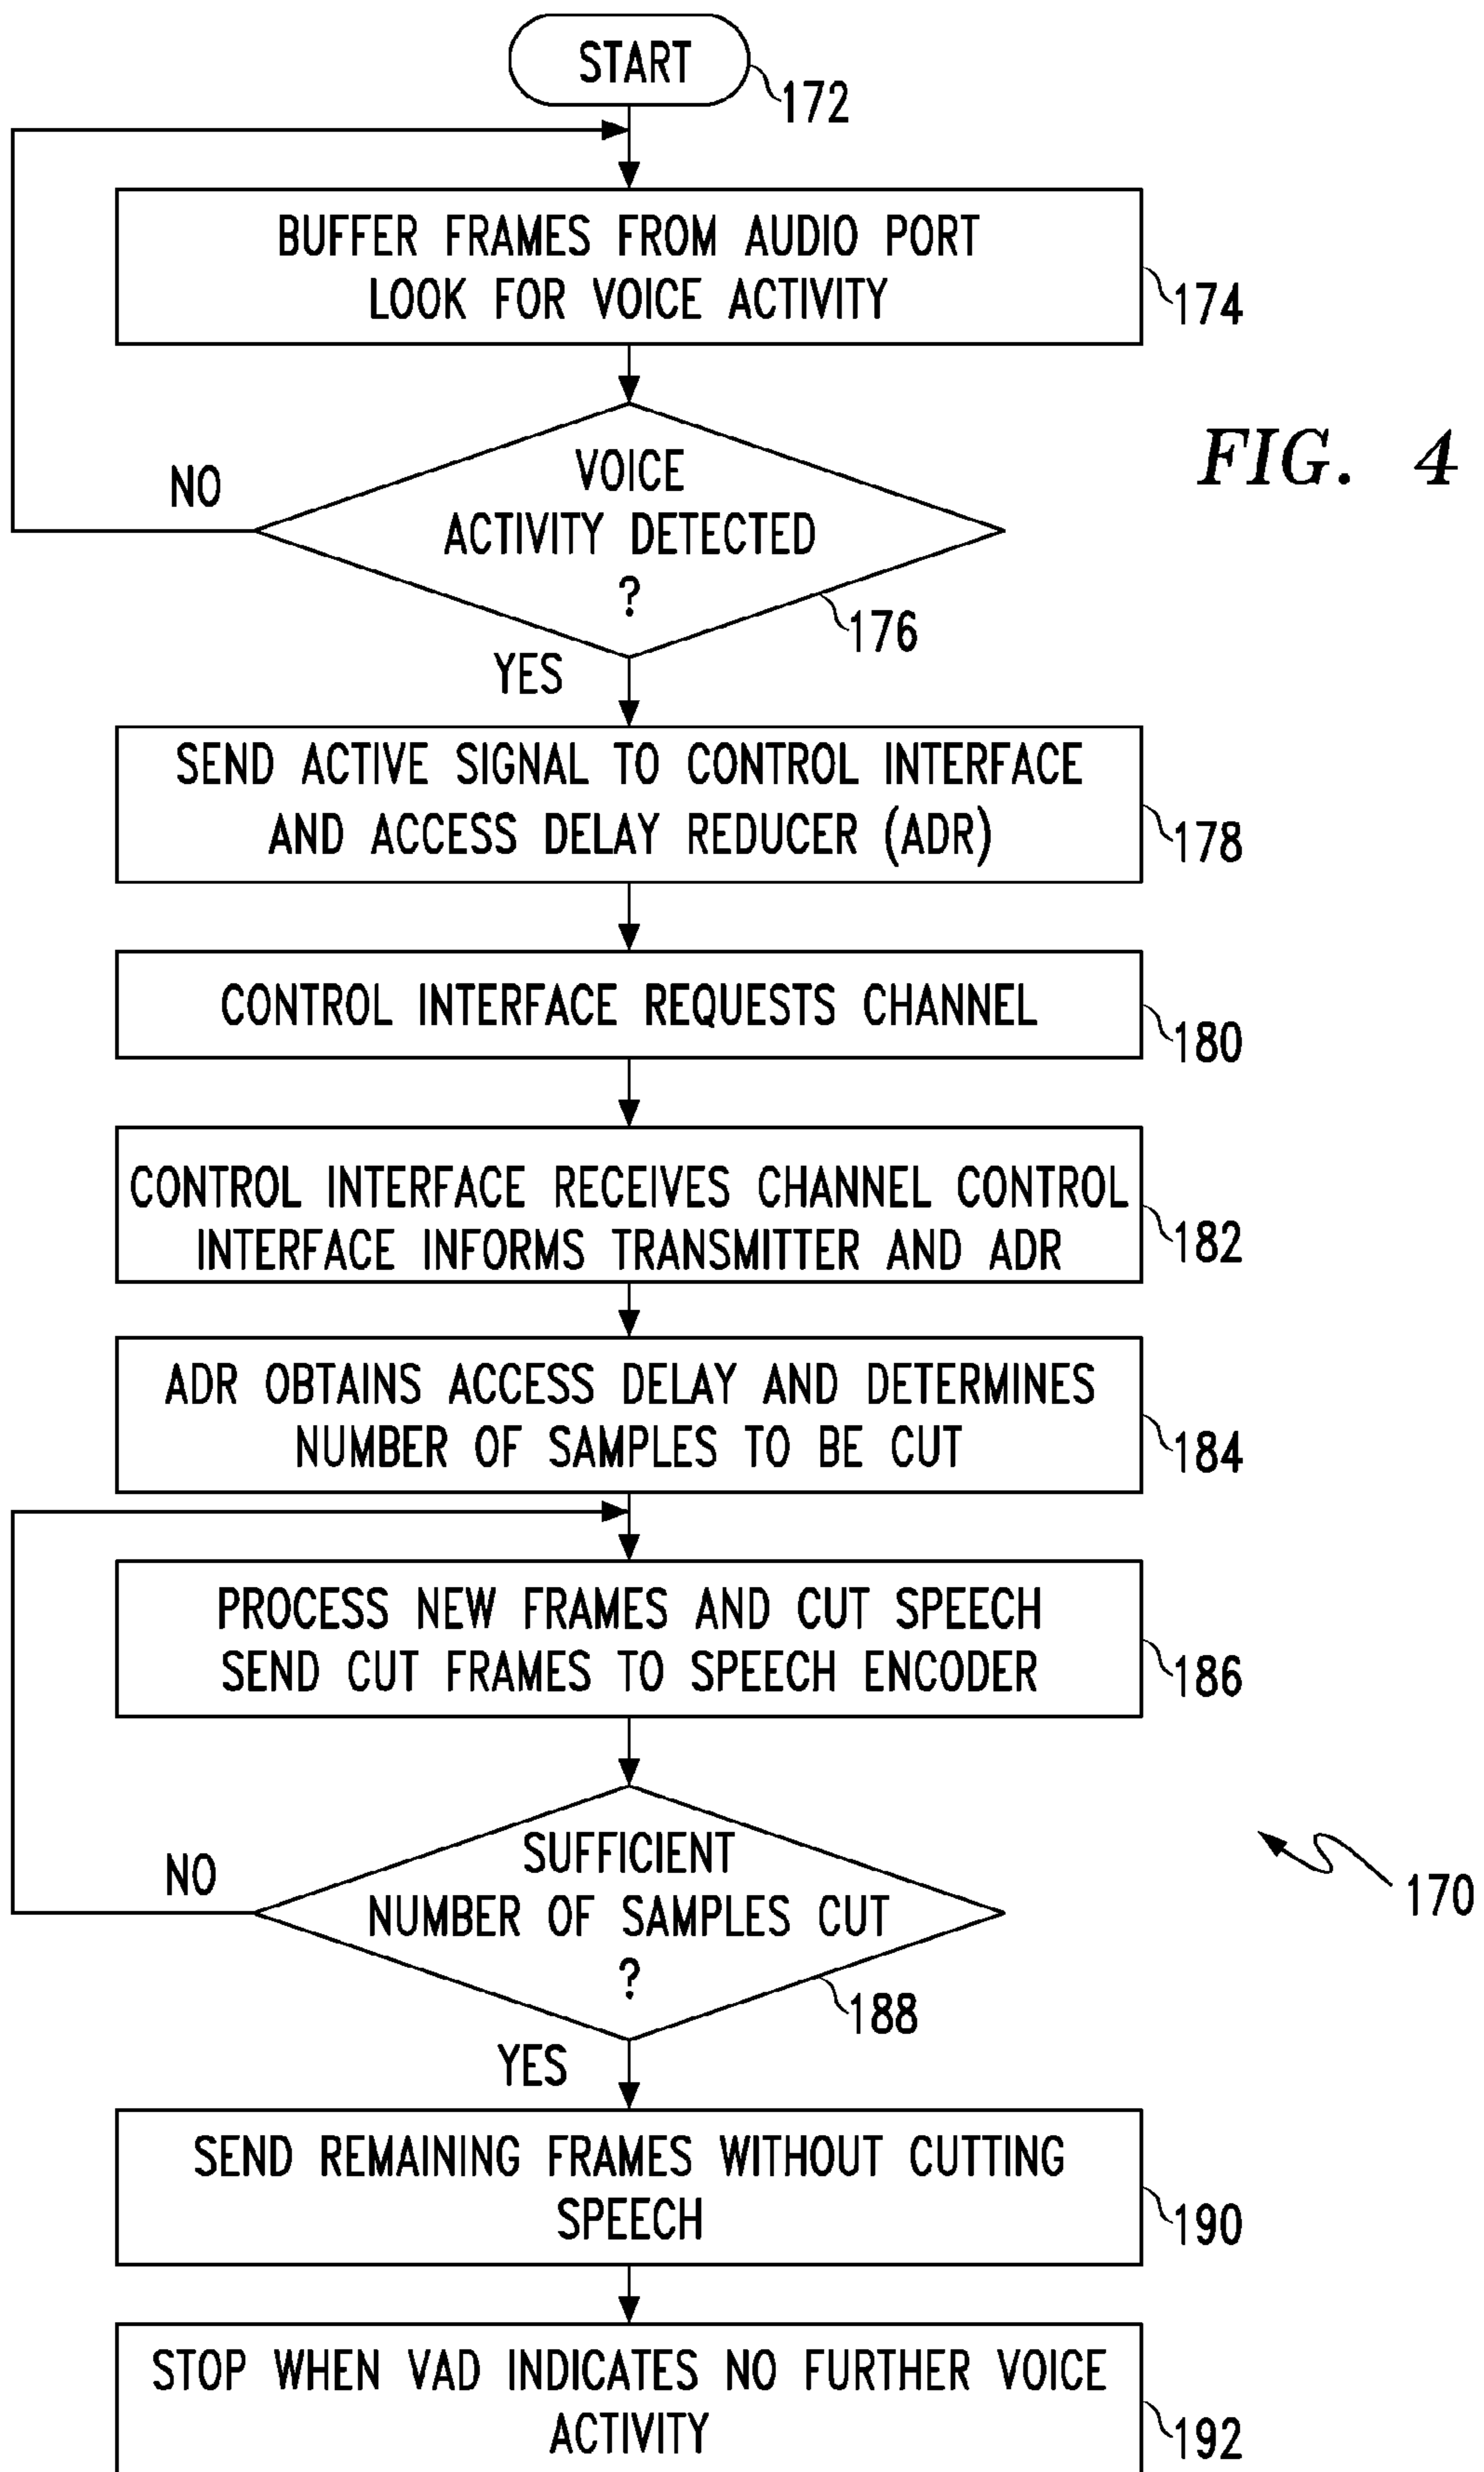 START
172
BUFFER FRAMES FROM AUDIO PORT
LOOK FOR VOICE ACTIVITY
174
FIG. 4
NO
VOICE
ACTIVITY DETECTED
?
176
YES
SEND ACTIVE SIGNAL TO CONTROL INTERFACE
AND ACCESS DELAY REDUCER (ADR)
178
CONTROL INTERFACE REQUESTS CHANNEL
180
CONTROL INTERFACE RECEIVES CHANNEL CONTROL
INTERFACE INFORMS TRANSMITTER AND ADR
182
ADR OBTAINS ACCESS DELAY AND DETERMINES
NUMBER OF SAMPLES TO BE CUT
184
PROCESS NEW FRAMES AND CUT SPEECH
SEND CUT FRAMES TO SPEECH ENCODER
186
NO
SUFFICIENT
NUMBER OF SAMPLES CUT
?
188
170
YES
SEND REMAINING FRAMES WITHOUT CUTTING
SPEECH
190
STOP WHEN VAD INDICATES NO FURTHER VOICE
ACTIVITY
192